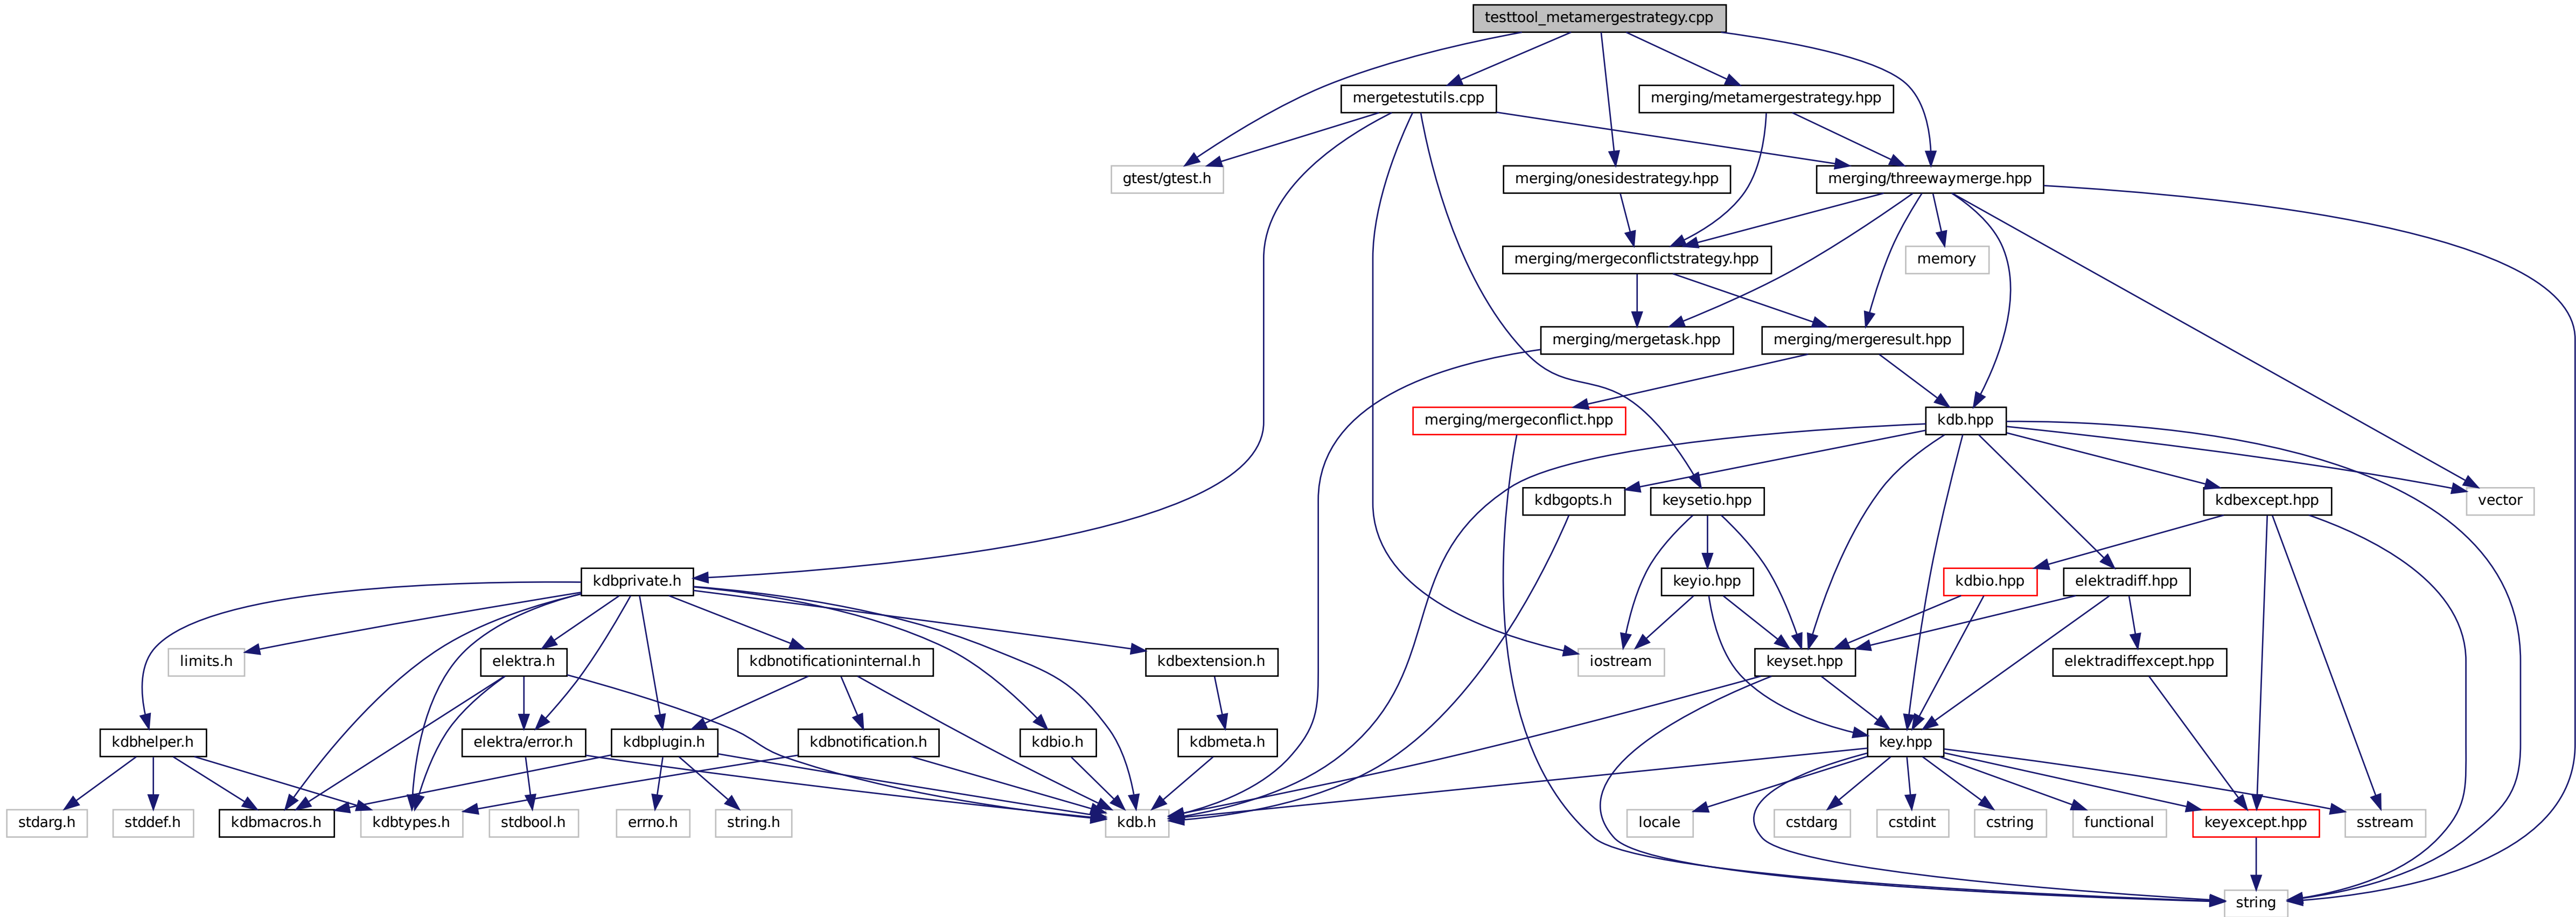 testtool_metamergestrategy.cpp
mergetestutils.cpp
merging/metamergestrategy.hpp
gtest/gtest.h
merging/onesidestrategy.hpp
merging/threewaymerge.hpp
merging/mergeconflictstrategy.hpp
memory
merging/mergetask.hpp
merging/mergeresult.hpp
merging/mergeconflict.hpp
kdb.hpp
kdbgopts.h
keysetio.hpp
kdbexcept.hpp
vector
kdbprivate.h
keyio.hpp
kdbio.hpp
elektradiff.hpp
limits.h
elektra.h
kdbnotificationinternal.h
kdbextension.h
iostream
keyset.hpp
elektradiffexcept.hpp
kdbhelper.h
elektra/error.h
kdbplugin.h
kdbnotification.h
kdbio.h
kdbmeta.h
key.hpp
stdarg.h
stddef.h
kdbmacros.h
kdbtypes.h
stdbool.h
errno.h
string.h
kdb.h
locale
cstdarg
cstdint
cstring
functional
keyexcept.hpp
sstream
string